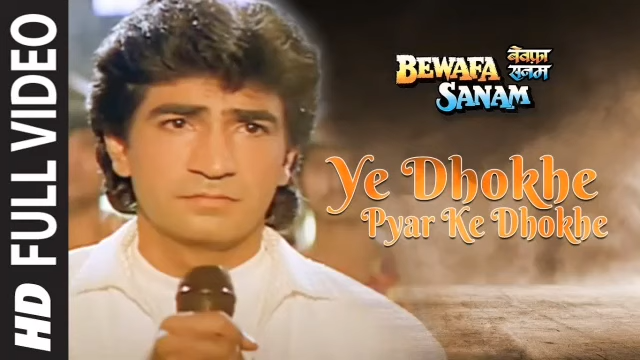 HD FULL VIDEO
BEWAFA
SANAM
बेवफ़ा
सनम
Ye Dhokhe
Pyar Ke Dhokhe